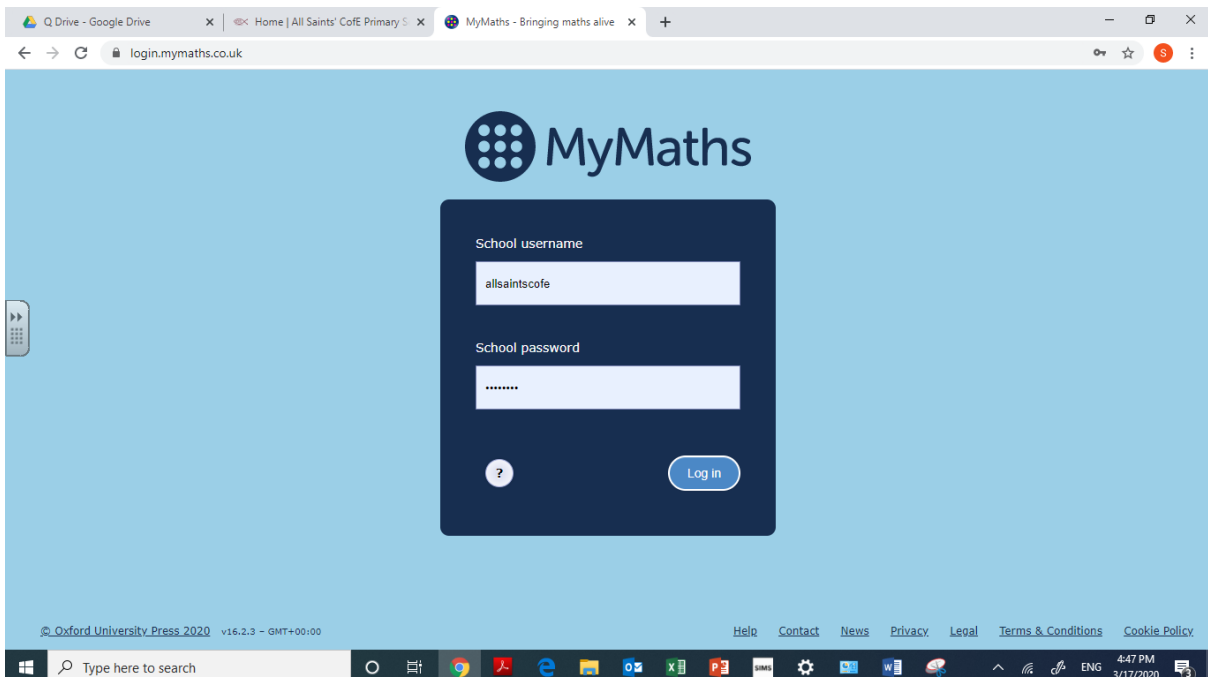 Q Drive - Google Drive
Home | All Saints' CofE Primary S
MyMaths - Bringing maths alive
login.mymaths.co.uk
S
MyMaths
School username
allsaintscofe
School password
••••••••
?
Log in
© Oxford University Press 2020 v16.2.3 - GMT+00:00
Help Contact News Privacy Legal Terms & Conditions Cookie Policy
Type here to search
SIMS
ENG
4:47 PM
3/17/2020
3